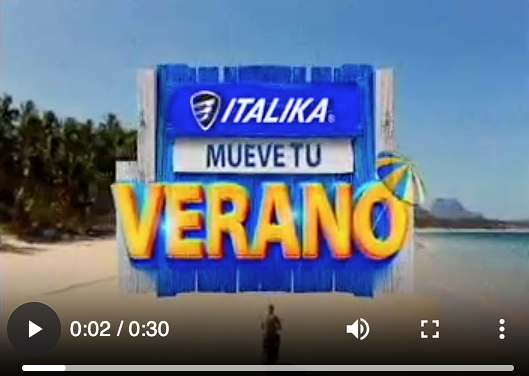 ITALIKA®
MUEVE TU
VERANO
0:02 / 0:30